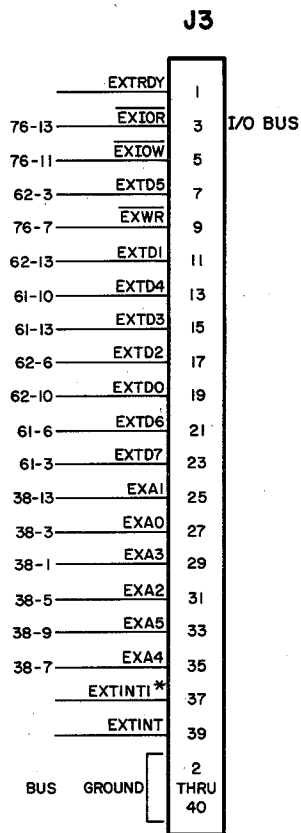 J3
EXTRDY 1
76-13 EXIOR 3 I/O BUS
76-11 EXIOW 5
62-3 EXTD5 7
76-7 EXWR 9
62-13 EXTD1 11
61-10 EXTD4 13
61-13 EXTD3 15
62-6 EXTD2 17
62-10 EXTD0 19
61-6 EXTD6 21
61-3 EXTD7 23
38-13 EXA1 25
38-3 EXA0 27
38-1 EXA3 29
38-5 EXA2 31
38-9 EXA5 33
38-7 EXA4 35
EXTINT1* 37
EXTINT 39
2
BUS GROUND THRU
40